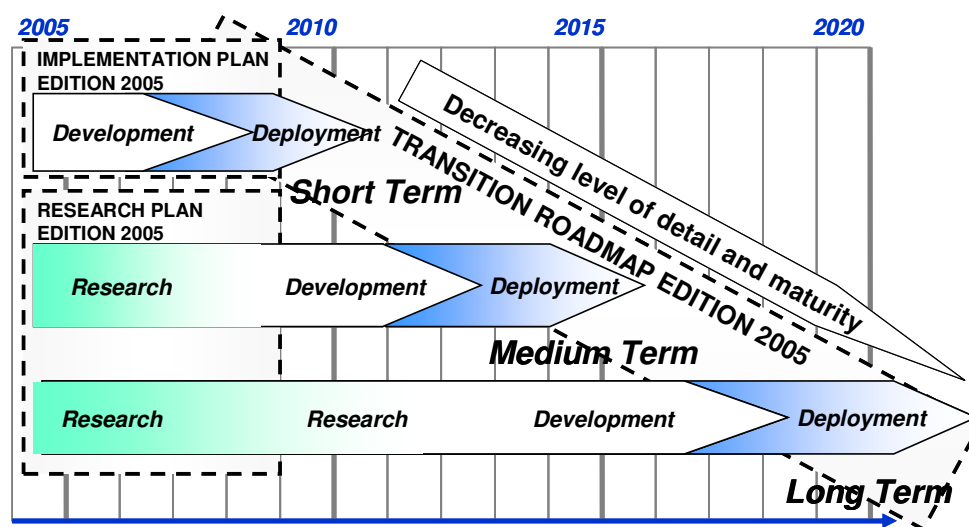 2005 2010 2015 2020
IMPLEMENTATION PLAN
EDITION 2005
Development Deployment
Short Term
Decreasing level of detail and maturity
TRANSITION ROADMAP EDITION 2005
RESEARCH PLAN
EDITION 2005
Research Development Deployment
Medium Term
Research Research Development Deployment
Long Term